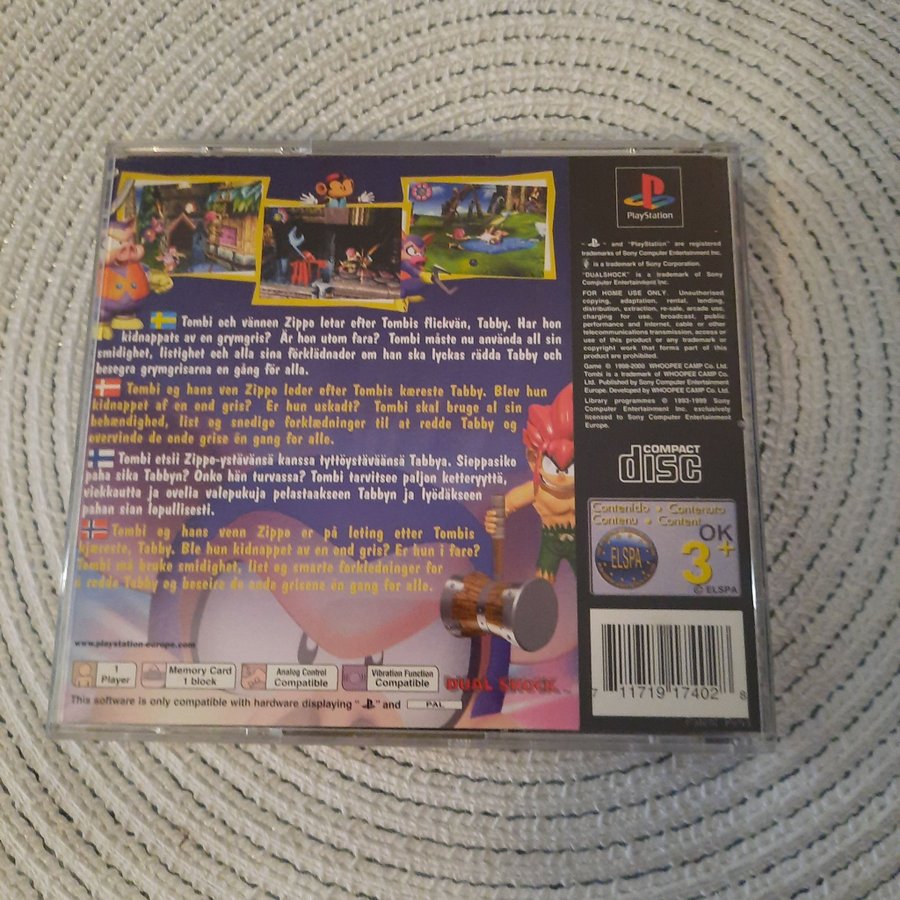 Tombi och vännen Zippo letar efter Tombis flickvän, Tabby. Har hon
kidnappats av en grymgris? Är hon utom fara? Tombi måste nu använda all sin
smidighet, listighet och alla sina förklädnader om han ska lyckas rädda Tabby och
besegra grymgrisarna en gång för alla.
Tombi og hans ven Zippo leder efter Tombis kæreste Tabby. Blev hun
kidnappet af en ond gris? Er hun uskadt? Tombi skal bruge al sin
behændighed, list og snedige forklædninger til at redde Tabby og
overvinde de onde grise én gang for alle.
Tombi etsii Zippo-ystävänsä kanssa tyttöystäväänsä Tabbya. Sieppasiko
paha sika Tabbyn? Onko hän turvassa? Tombi tarvitsee paljon ketteryyttä,
viekkautta ja ovelia valepukuja pelastaakseen Tabbyn ja lyödäkseen
pahan sian lopullisesti.
Tombi og hans venn Zippo er på leting etter Tombis
kjæreste, Tabby. Ble hun kidnappet av en ond gris? Er hun i fare?
Tombi må bruke smidighet, list og smarte forkledninger for
å redde Tabby og beseire de onde grisene én gang for alle.
www.playstation-europe.com
1
Player
Memory Card
1 block
Analog Control
Compatible
Vibration Function
Compatible
DUAL SHOCK
This software is only compatible with hardware displaying " " and PAL
PlayStation
" " and "PlayStation" are registered
trademarks of Sony Computer Entertainment Inc.
is a trademark of Sony Corporation.
"DUALSHOCK" is a trademark of Sony
Computer Entertainment Inc.
FOR HOME USE ONLY. Unauthorised
copying, adaptation, rental, lending,
distribution, extraction, re-sale, arcade use,
charging for use, broadcast, public
performance and internet, cable or other
telecommunications transmission, access or
use of this product or any trademark or
copyright work that forms part of this
product are prohibited.
Game © 1998-2000 WHOOPEE CAMP Co. Ltd.
Tombi is a trademark of WHOOPEE CAMP Co.
Ltd. Published by Sony Computer Entertainment
Europe. Developed by WHOOPEE CAMP Co. Ltd.
Library programmes © 1993-1999 Sony
Computer Entertainment Inc. exclusively
licensed to Sony Computer Entertainment
Europe.
COMPACT
disc
Contenido • Contenuto
Contenu • Content
OK
3+
ELSPA
© ELSPA
7 11719 17402 8